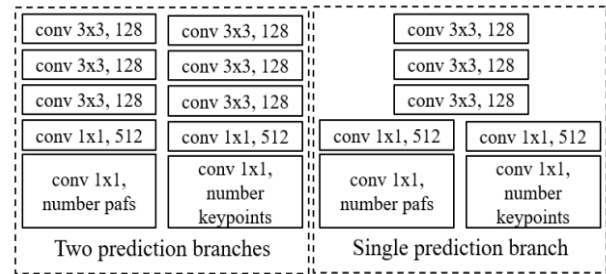 conv 3x3, 128
conv 3x3, 128
conv 3x3, 128
conv 1x1, 512
conv 1x1,
number pafs
conv 3x3, 128
conv 3x3, 128
conv 3x3, 128
conv 1x1, 512
conv 1x1,
number
keypoints
Two prediction branches
conv 3x3, 128
conv 3x3, 128
conv 3x3, 128
conv 1x1, 512
conv 1x1,
number pafs
conv 1x1, 512
conv 1x1,
number
keypoints
Single prediction branch